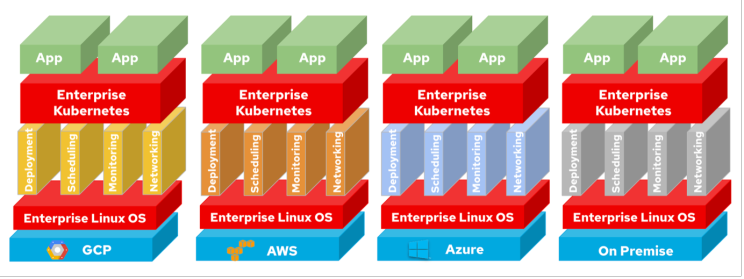 App App
Enterprise
Kubernetes
Deployment
Scheduling
Monitoring
Networking
Enterprise Linux OS
GCP
App App
Enterprise
Kubernetes
Deployment
Scheduling
Monitoring
Networking
Enterprise Linux OS
AWS
App App
Enterprise
Kubernetes
Deployment
Scheduling
Monitoring
Networking
Enterprise Linux OS
Azure
App App
Enterprise
Kubernetes
Deployment
Scheduling
Monitoring
Networking
Enterprise Linux OS
On Premise